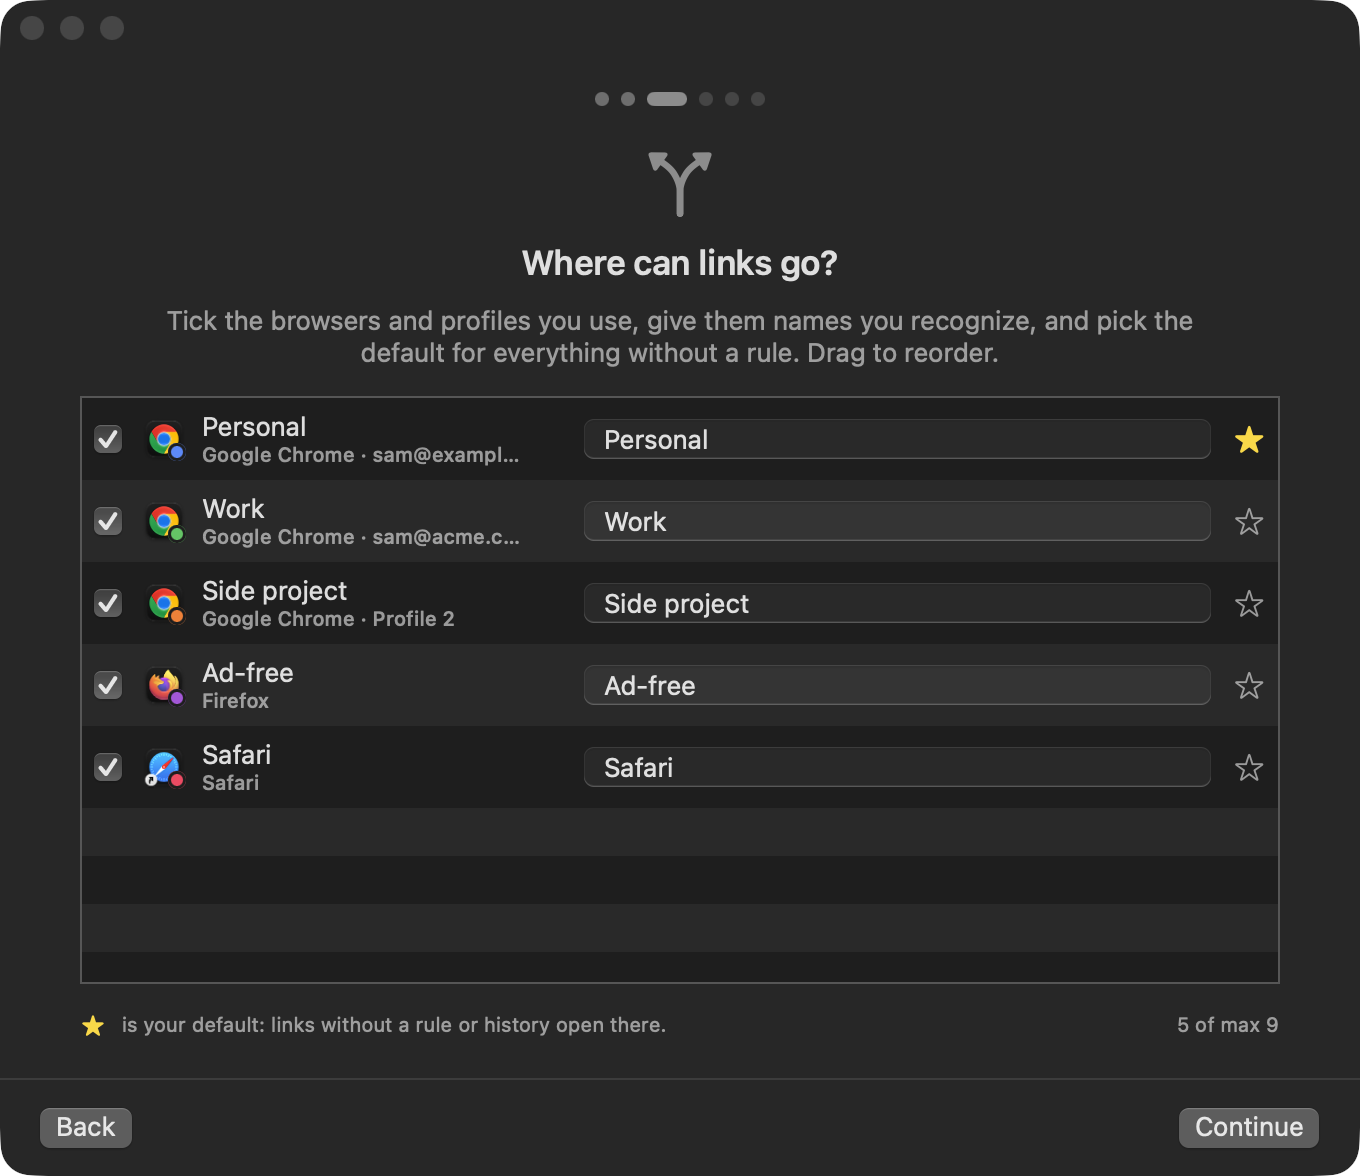 Where can links go?
Tick the browsers and profiles you use, give them names you recognize, and pick the
default for everything without a rule. Drag to reorder.
Personal
Google Chrome · sam@exampl...
Personal
Work
Google Chrome · sam@acme.c...
Work
Side project
Google Chrome · Profile 2
Side project
Ad-free
Firefox
Ad-free
Safari
Safari
Safari
is your default: links without a rule or history open there.
5 of max 9
Back
Continue